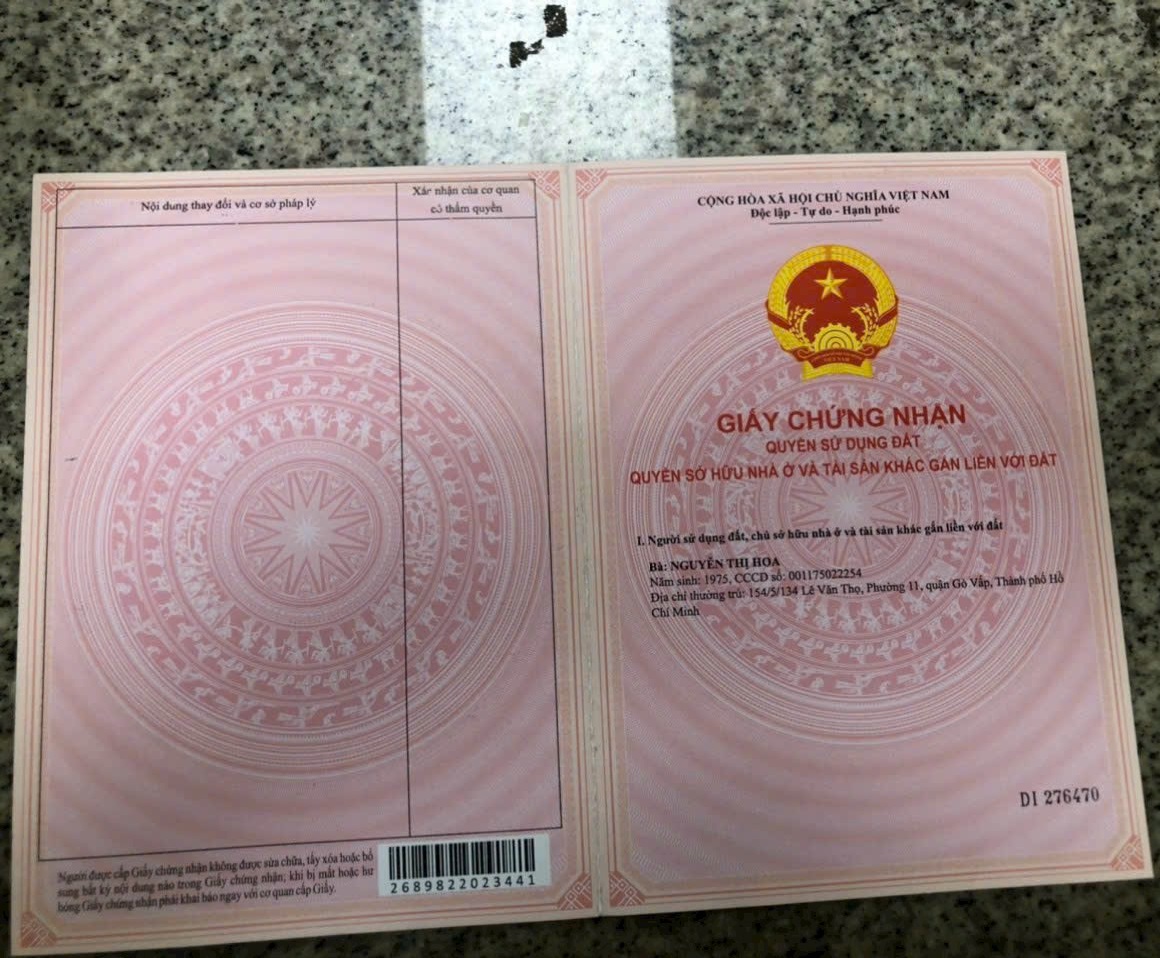 Nội dung thay đổi và cơ sở pháp lý
Xác nhận của cơ quan
có thẩm quyền
Người được cấp Giấy chứng nhận không được sửa chữa, tẩy xóa hoặc bổ
sung bất kỳ nội dung nào trong Giấy chứng nhận; khi bị mất hoặc hư
hỏng Giấy chứng nhận phải khai báo ngay với cơ quan cấp Giấy.
2689822023441
CỘNG HÒA XÃ HỘI CHỦ NGHĨA VIỆT NAM
Độc lập - Tự do - Hạnh phúc
GIẤY CHỨNG NHẬN
QUYỀN SỬ DỤNG ĐẤT
QUYỀN SỞ HỮU NHÀ Ở VÀ TÀI SẢN KHÁC GẮN LIỀN VỚI ĐẤT
I. Người sử dụng đất, chủ sở hữu nhà ở và tài sản khác gắn liền với đất
Bà: NGUYỄN THỊ HOA
Năm sinh: 1975, CCCD số: 001175022254
Địa chỉ thường trú: 154/5/134 Lê Văn Thọ, Phường 11, quận Gò Vấp, Thành phố Hồ
Chí Minh
DI 276470